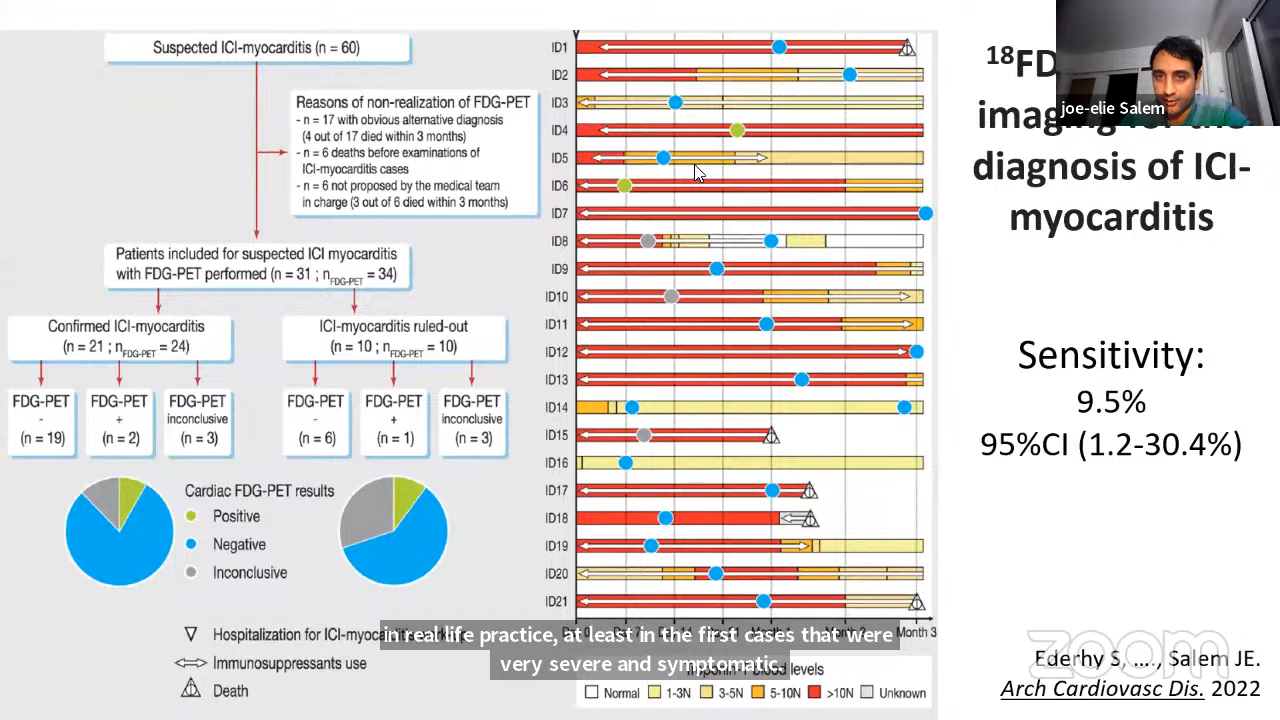 Suspected ICI-myocarditis (n = 60)
Reasons of non-realization of FDG-PET
- n = 17 with obvious alternative diagnosis
(4 out of 17 died within 3 months)
- n = 6 deaths before examinations of
ICI-myocarditis cases
- n = 6 not proposed by the medical team
in charge (3 out of 6 died within 3 months)
Patients included for suspected ICI myocarditis
with FDG-PET performed (n = 31 ; nFDG-PET = 34)
Confirmed ICI-myocarditis
(n = 21 ; nFDG-PET = 24)
ICI-myocarditis ruled-out
(n = 10 ; nFDG-PET = 10)
FDG-PET
-
(n = 19)
FDG-PET
+
(n = 2)
FDG-PET
inconclusive
(n = 3)
FDG-PET
-
(n = 6)
FDG-PET
+
(n = 1)
FDG-PET
inconclusive
(n = 3)
Cardiac FDG-PET results
Positive
Negative
Inconclusive
Hospitalization for ICI-my
Immunosuppressants use
Death
ID1
ID2
ID3
ID4
ID5
ID6
ID7
ID8
ID9
ID10
ID11
ID12
ID13
ID14
ID15
ID16
ID17
ID18
ID19
ID20
ID21
Month 3
in real life practice, at least in the first cases that were
very severe and symptomatic.
blood levels
Normal
1-3N
3-5N
5-10N
>10N
Unknown
joe-elie Salem
18FD
imaging for the
diagnosis of ICI-
myocarditis
Sensitivity:
9.5%
95%CI (1.2-30.4%)
zoom
Ederhy S, ...., Salem JE.
Arch Cardiovasc Dis. 2022